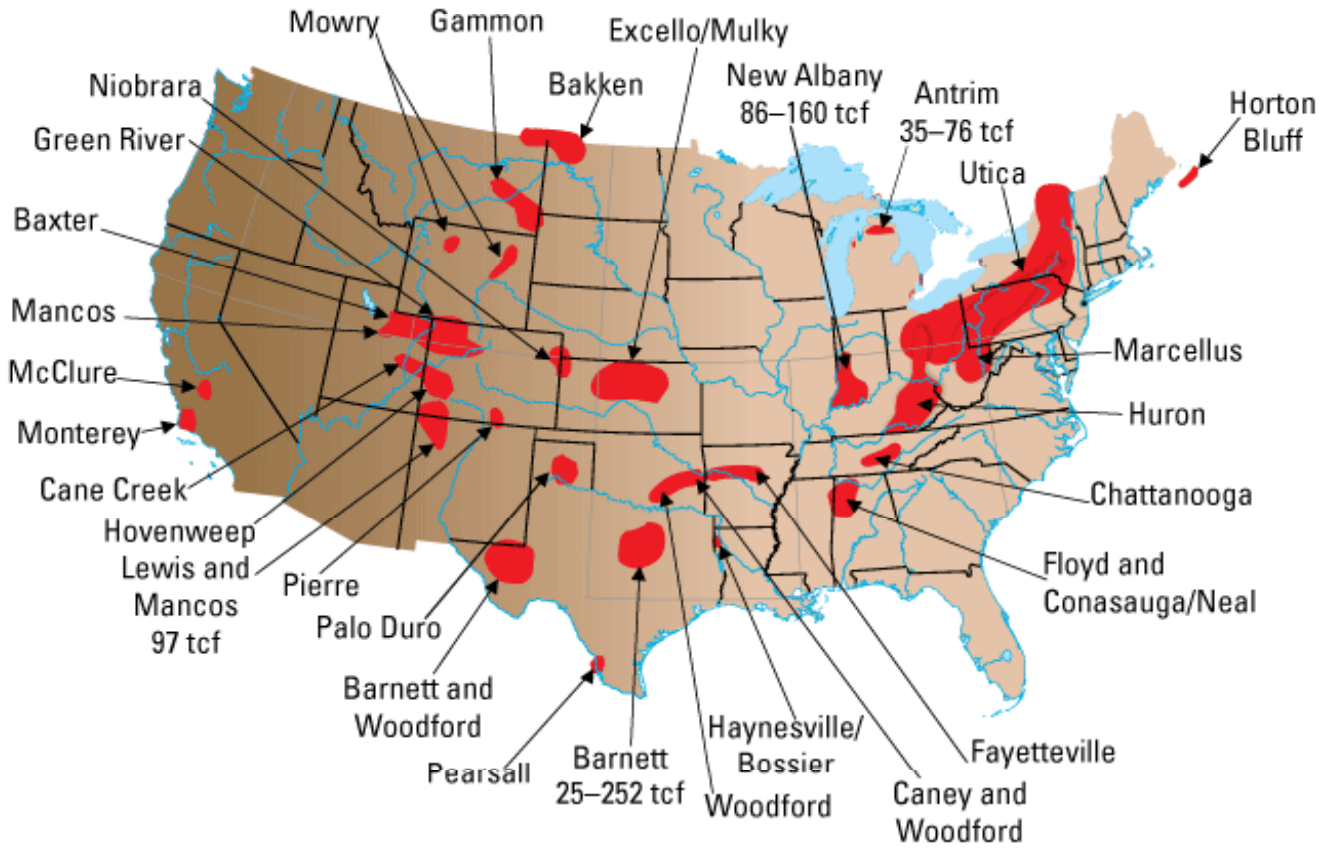 Mowry
Gammon
Excello/Mulky
Niobrara
Bakken
New Albany
86–160 tcf
Antrim
35–76 tcf
Horton
Bluff
Green River
Utica
Baxter
Mancos
Marcellus
McClure
Huron
Monterey
Cane Creek
Chattanooga
Hovenweep
Lewis and
Mancos
97 tcf
Pierre
Palo Duro
Floyd and
Conasauga/Neal
Barnett and
Woodford
Pearsall
Barnett
25–252 tcf
Haynesville/
Bossier
Woodford
Fayetteville
Caney and
Woodford